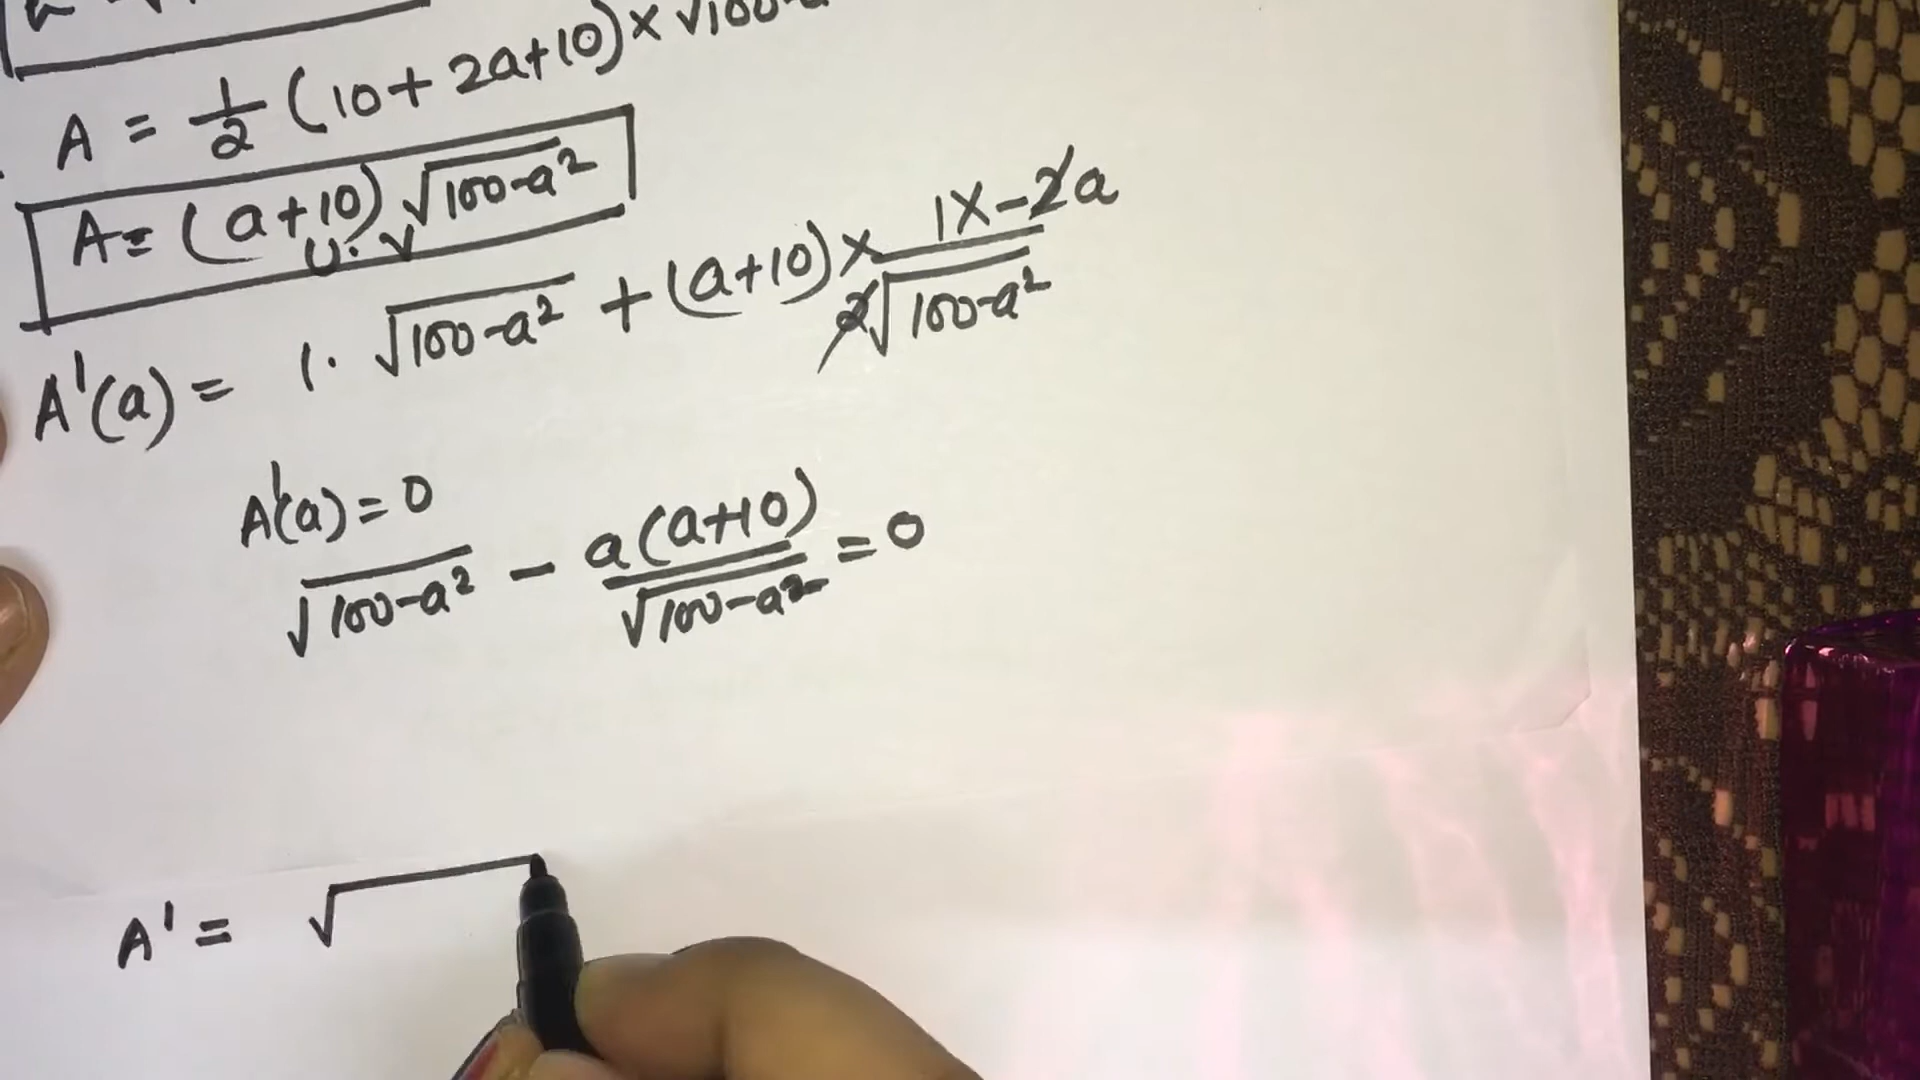 A = 1/2 (10 + 2a+10) × √100-
A = (a+10) √100-a²
U. V
A'(a) = 1. √100-a² + (a+10) × 1X-2a / 2√100-a²
A'(a) = 0
√100-a² - a(a+10) / √100-a² = 0
A' = √